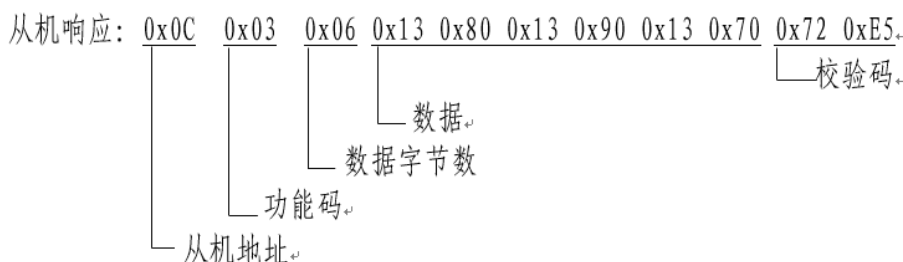 从机响应: 0x0C 0x03 0x06 0x13 0x80 0x13 0x90 0x13 0x70 0x72 0xE5
校验码
数据
数据字节数
功能码
从机地址